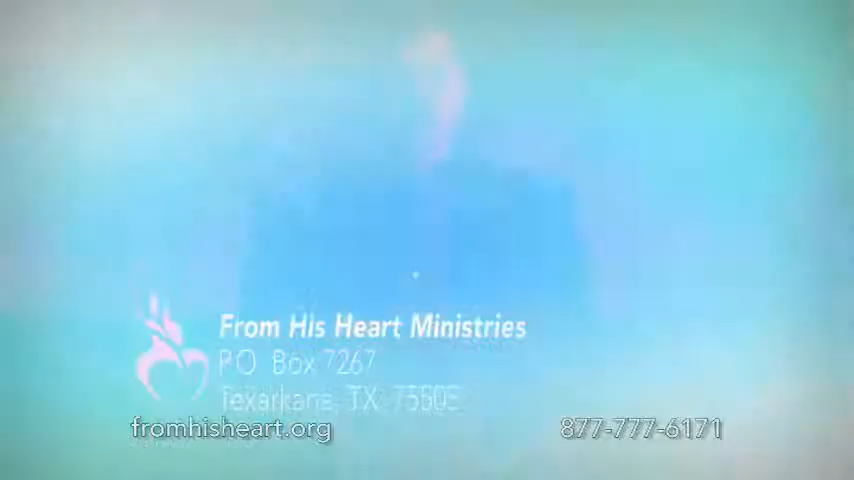 From His Heart Ministries
P.O. Box 7267
Texarkana, TX
fromhisheart.org
877-777-6171